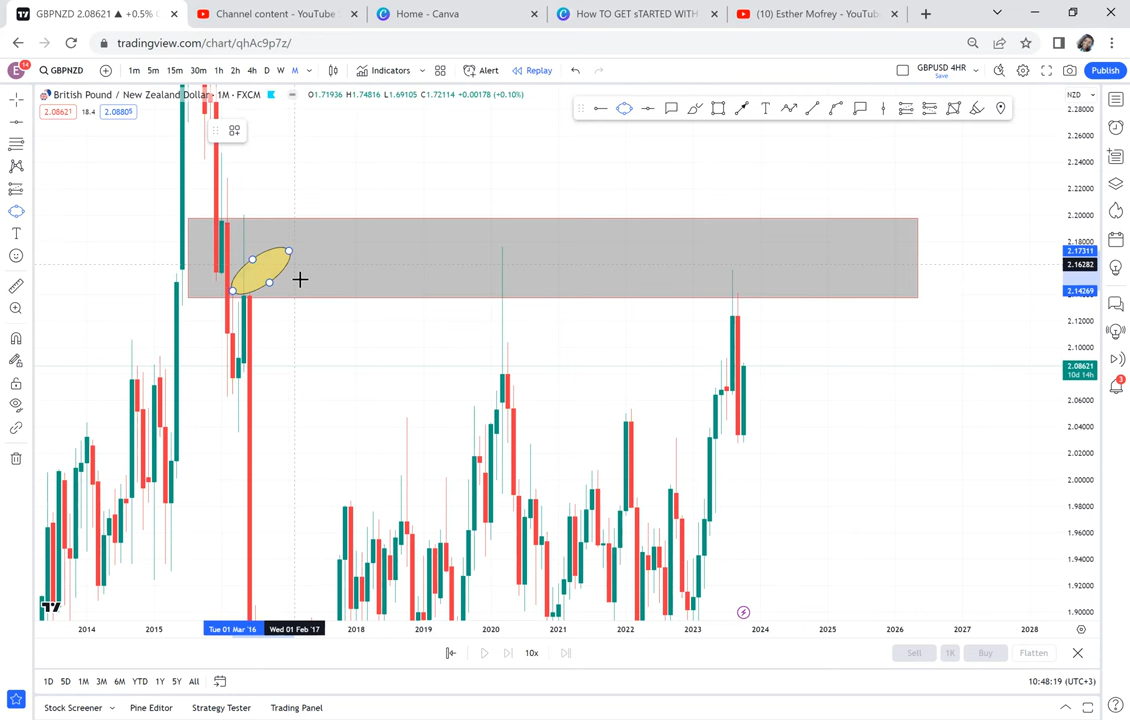 GBPNZD 2.08621 ▲ +0.5% G
Channel content - YouTube S
Home - Canva
How TO GET sTARTED WITH
(10) Esther Mofrey - YouTube
tradingview.com/chart/qhAc9p7z/
E 14
GBPNZD
1m 5m 15m 30m 1h 2h 4h D W M
Indicators
Alert
Replay
GBPUSD 4HR
Save
Publish
British Pound / New Zealand Dollar · 1M · FXCM
O1.71936 H1.74816 L1.69105 C1.72114 +0.00178 (+0.10%)
2.08621 18.4 2.08805
NZD
2.28000
2.26000
2.24000
2.22000
2.20000
2.18000
2.17311
2.16282
2.14269
2.12000
2.10000
2.08621
10d 14h
2.06000
2.04000
2.02000
2.00000
1.98000
1.96000
1.94000
1.92000
1.90000
3
2014 2015 Tue 01 Mar '16 Wed 01 Feb '17 2018 2019 2020 2021 2022 2023 2024 2025 2026 2027 2028
10x
Sell 1K Buy Flatten
1D 5D 1M 3M 6M YTD 1Y 5Y All
10:48:19 (UTC+3)
Stock Screener Pine Editor Strategy Tester Trading Panel